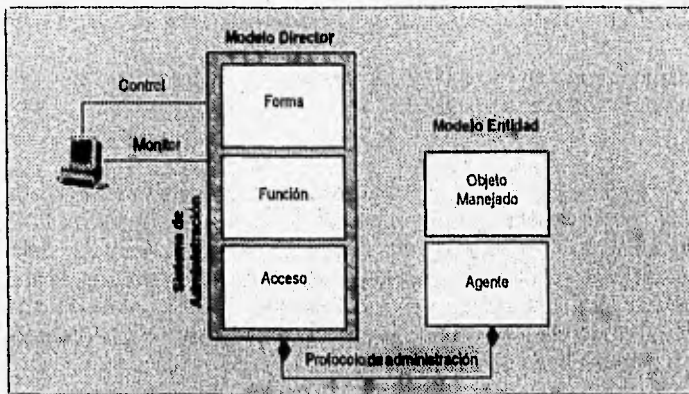 Modelo Director
Control
Forma
Modelo Entidad
Monitor
Objeto
Manejado
Función
Sistema de
Administración
Acceso
Agente
Protocolo de administración